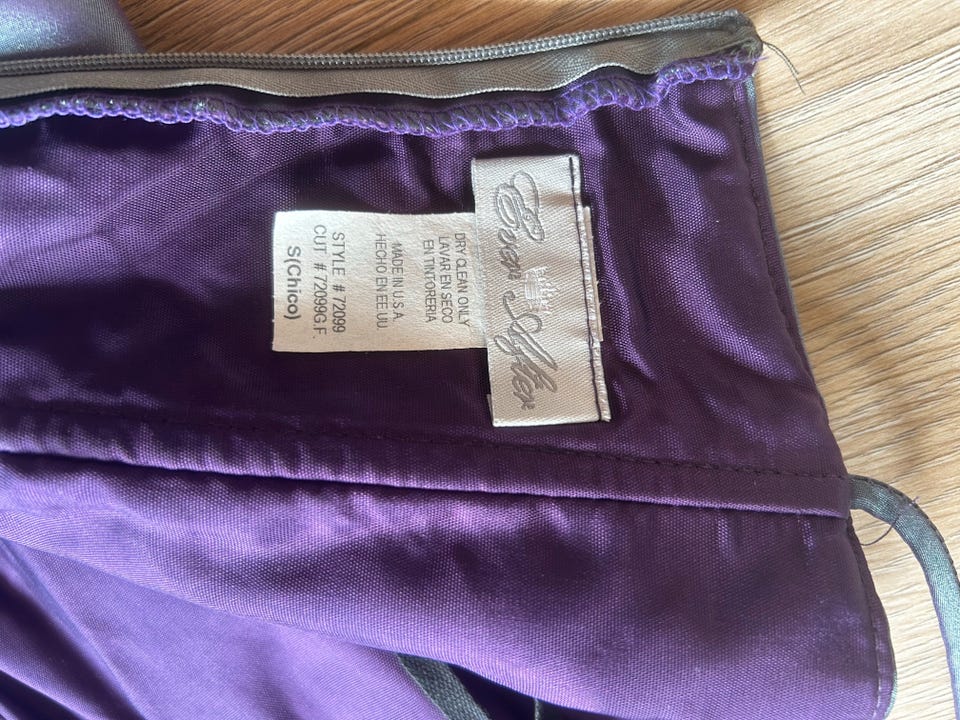 DRY CLEAN ONLY
LAVAR EN SECO
EN TINTORERIA
MADE IN U.S.A.
HECHO EN EE.UU.
STYLE # 72099
CUT # 72099G.F.
S(Chico)